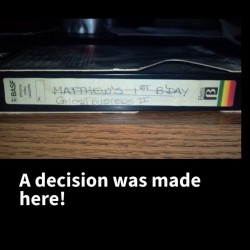 BASF
MATTHEW'S 1ST B'DAY
GHOSTBUSTERS II
β
A decision was made
here!